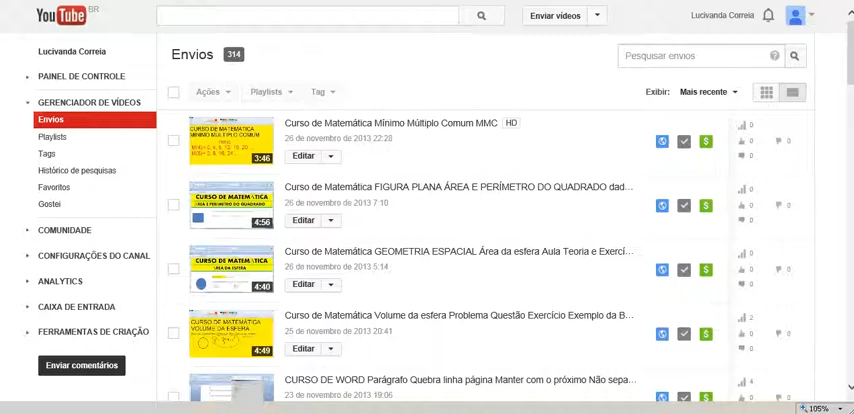 YouTube BR
Enviar vídeos
Lucivanda Correia
Lucivanda Correia
PAINEL DE CONTROLE
GERENCIADOR DE VÍDEOS
Envios
Playlists
Tags
Histórico de pesquisas
Favoritos
Gostei
COMUNIDADE
CONFIGURAÇÕES DO CANAL
ANALYTICS
CAIXA DE ENTRADA
FERRAMENTAS DE CRIAÇÃO
Enviar comentários
Envios 314
Pesquisar envios
Ações Playlists Tag
Exibir: Mais recente
CURSO DE MATEMÁTICA
MINIMO MULTIPLO COMUM
3:46
Curso de Matemática Mínimo Múltiplo Comum MMC HD
26 de novembro de 2013 22:28
Editar
0
0 0
0
CURSO DE MATEMÁTICA
ÁREA E PERÍMETRO DO QUADRADO
4:56
Curso de Matemática FIGURA PLANA ÁREA E PERÍMETRO DO QUADRADO dad...
26 de novembro de 2013 7:10
Editar
0
0 0
0
CURSO DE MATEMÁTICA
ÁREA DA ESFERA
4:40
Curso de Matemática GEOMETRIA ESPACIAL Área da esfera Aula Teoria e Exercí...
26 de novembro de 2013 5:14
Editar
0
0 0
0
CURSO DE MATEMÁTICA
VOLUME DA ESFERA
4:49
Curso de Matemática Volume da esfera Problema Questão Exercício Exemplo da B...
25 de novembro de 2013 20:41
Editar
2
0 0
0
CURSO DE WORD Parágrafo Quebra linha página Manter com o próximo Não sepa...
23 de novembro de 2013 19:06
4
0 0
105%